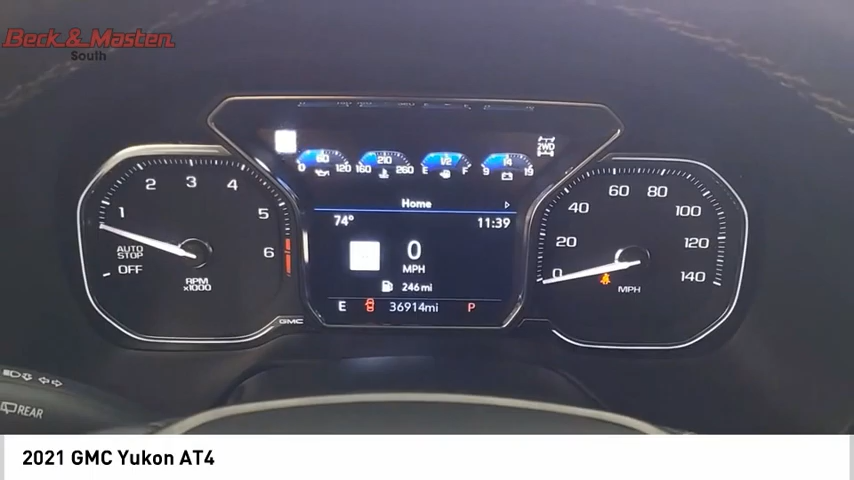 Beck & Masten
South
60 210 1/2 14
0 120 160 260 E F 9 19
2WD
Home
74° 11:39
0
MPH
246 mi
E 36914mi P
1 2 3 4 5 6
AUTO
STOP
OFF
RPM
x1000
GMC
0 20 40 60 80 100 120 140
MPH
REAR
2021 GMC Yukon AT4